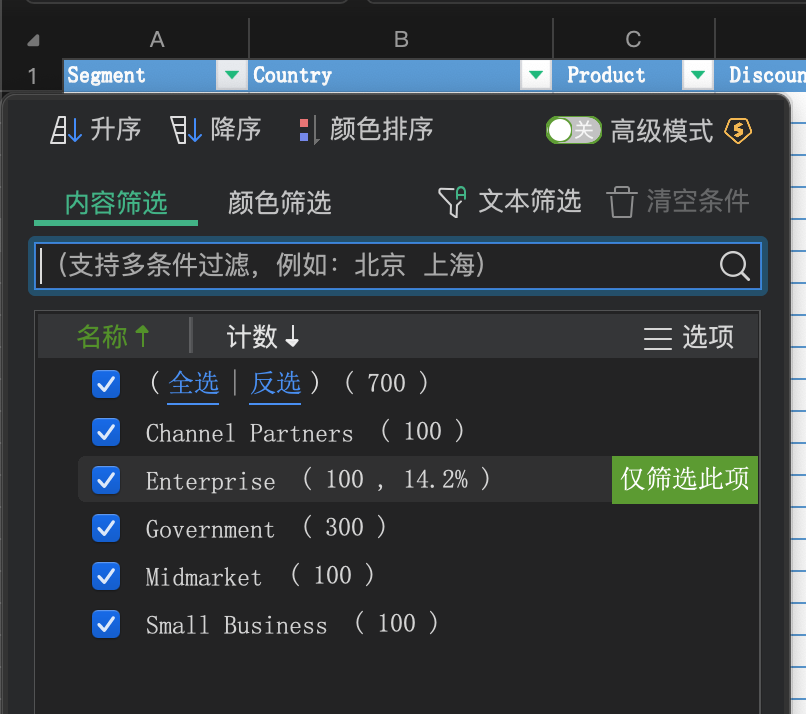 A B C
1 Segment Country Product Discoun
升序 降序 颜色排序 关 高级模式
内容筛选 颜色筛选 文本筛选 清空条件
(支持多条件过滤，例如：北京 上海)
名称↑ 计数↓ 选项
(全选|反选) (700)
Channel Partners (100)
Enterprise (100，14.2%) 仅筛选此项
Government (300)
Midmarket (100)
Small Business (100)